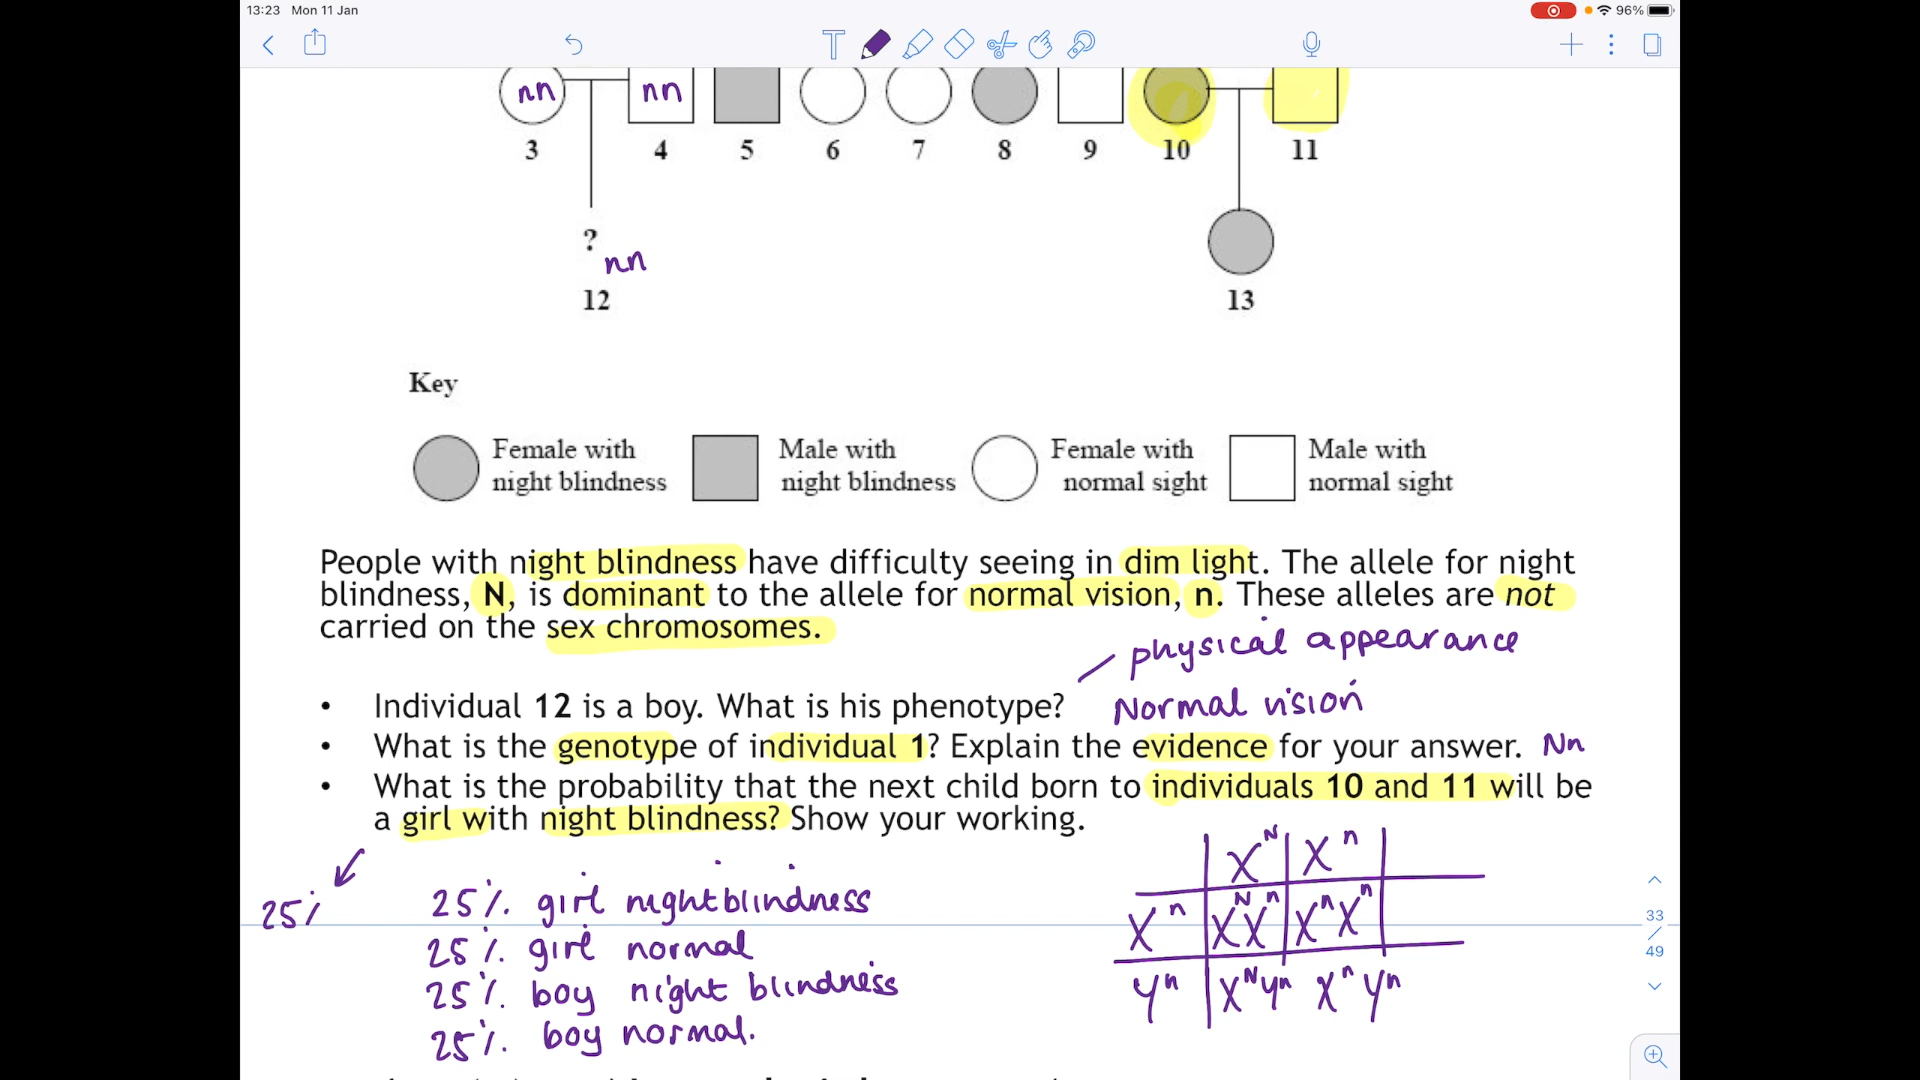 13:23 Mon 11 Jan
96%
nn nn
3 4 5 6 7 8 9 10 11
?
nn
12 13
Key
Female with night blindness
Male with night blindness
Female with normal sight
Male with normal sight
People with night blindness have difficulty seeing in dim light. The allele for night
blindness, N, is dominant to the allele for normal vision, n. These alleles are not
carried on the sex chromosomes.
physical appearance
• Individual 12 is a boy. What is his phenotype? Normal vision
• What is the genotype of individual 1? Explain the evidence for your answer. Nn
• What is the probability that the next child born to individuals 10 and 11 will be
a girl with night blindness? Show your working.
25%
25%. girl nightblindness
25%. girl normal
25%. boy night blindness
25%. boy normal.
X^N X^n
X^n X^N X^n X^n X^n
Y^n X^N Y^n X^n Y^n
33
49